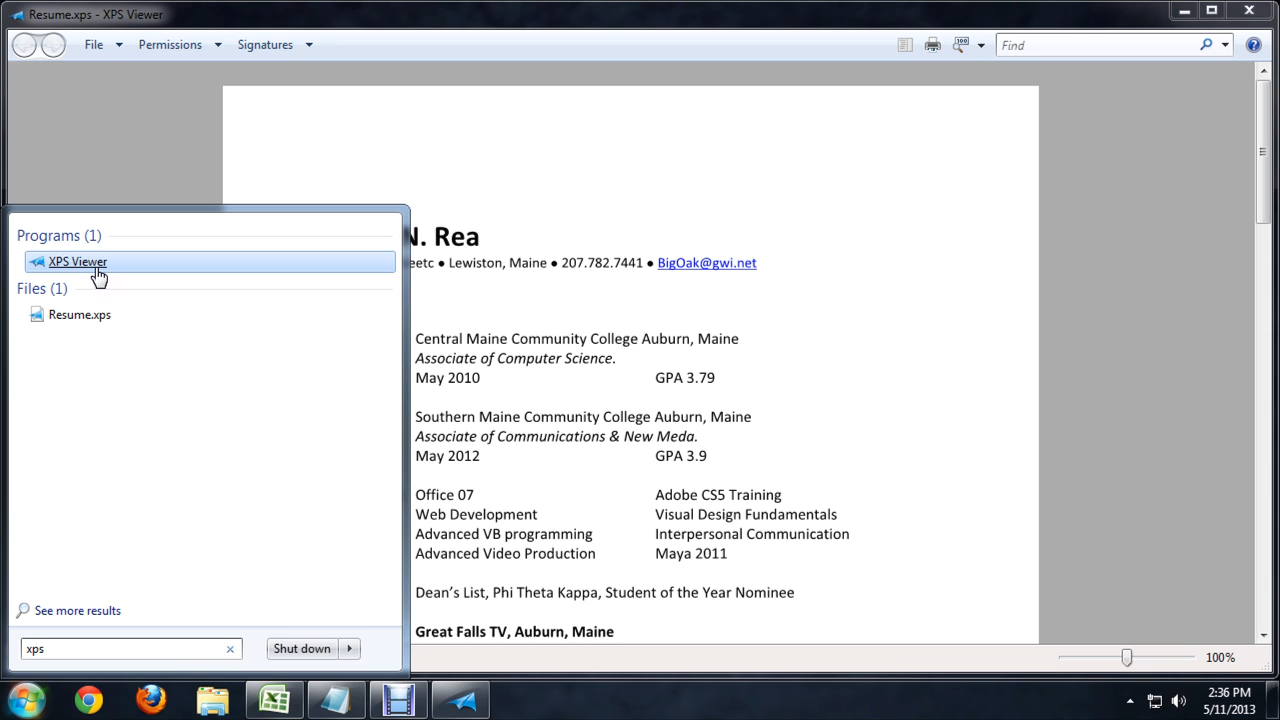 Resume.xps - XPS Viewer
File
Permissions
Signatures
100
Find
?
N. Rea
eetc • Lewiston, Maine • 207.782.7441 • BigOak@gwi.net
Central Maine Community College Auburn, Maine
Associate of Computer Science.
May 2010 GPA 3.79
Southern Maine Community College Auburn, Maine
Associate of Communications & New Meda.
May 2012 GPA 3.9
Office 07 Adobe CS5 Training
Web Development Visual Design Fundamentals
Advanced VB programming Interpersonal Communication
Advanced Video Production Maya 2011
Dean's List, Phi Theta Kappa, Student of the Year Nominee
Great Falls TV, Auburn, Maine
Programs (1)
XPS Viewer
Files (1)
Resume.xps
See more results
xps
Shut down
100%
2:36 PM
5/11/2013